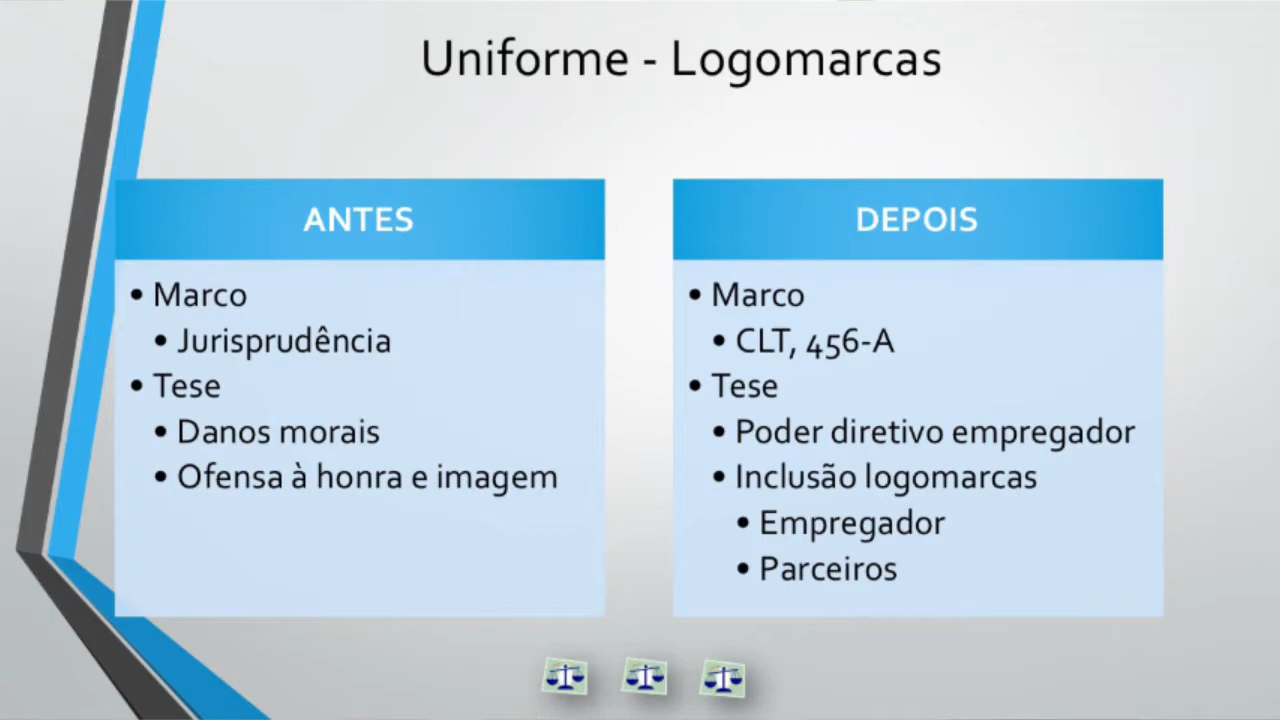 Uniforme - Logomarcas
ANTES
• Marco
• Jurisprudência
• Tese
• Danos morais
• Ofensa à honra e imagem
DEPOIS
• Marco
• CLT, 456-A
• Tese
• Poder diretivo empregador
• Inclusão logomarcas
• Empregador
• Parceiros